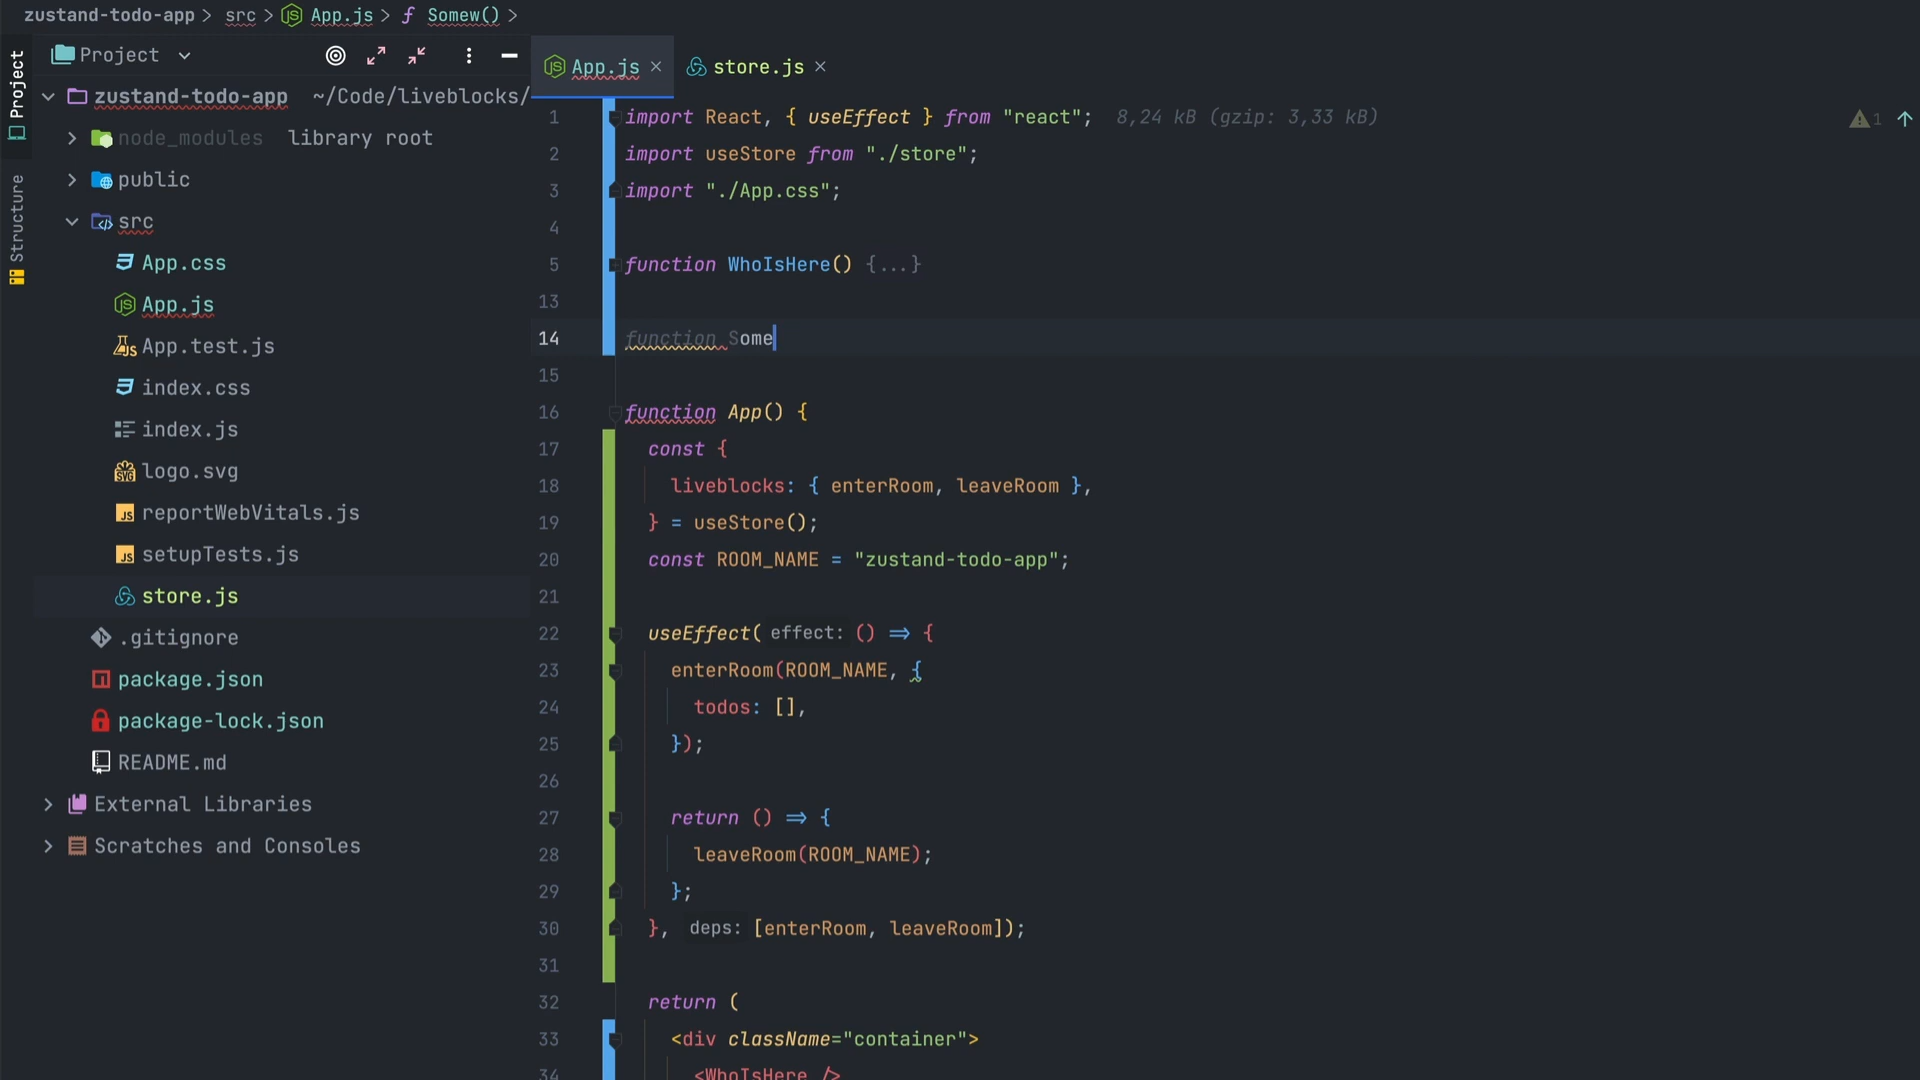 zustand-todo-app > src > App.js > f Somew() >
Project
Structure
Project
zustand-todo-app ~/Code/liveblocks/
node_modules library root
public
src
App.css
App.js
App.test.js
index.css
index.js
logo.svg
reportWebVitals.js
setupTests.js
store.js
.gitignore
package.json
package-lock.json
README.md
External Libraries
Scratches and Consoles
App.js ×
store.js ×
1 import React, { useEffect } from "react"; 8,24 kB (gzip: 3,33 kB)
1
2 import useStore from "./store";
3 import "./App.css";
4
5 function WhoIsHere() {...}
13
14 function Some
15
16 function App() {
17 const {
18 liveblocks: { enterRoom, leaveRoom },
19 } = useStore();
20 const ROOM_NAME = "zustand-todo-app";
21
22 useEffect( effect: () => {
23 enterRoom(ROOM_NAME, {
24 todos: [],
25 });
26
27 return () => {
28 leaveRoom(ROOM_NAME);
29 };
30 }, deps: [enterRoom, leaveRoom]);
31
32 return (
33 <div className="container">
34 <WhoIsHere />